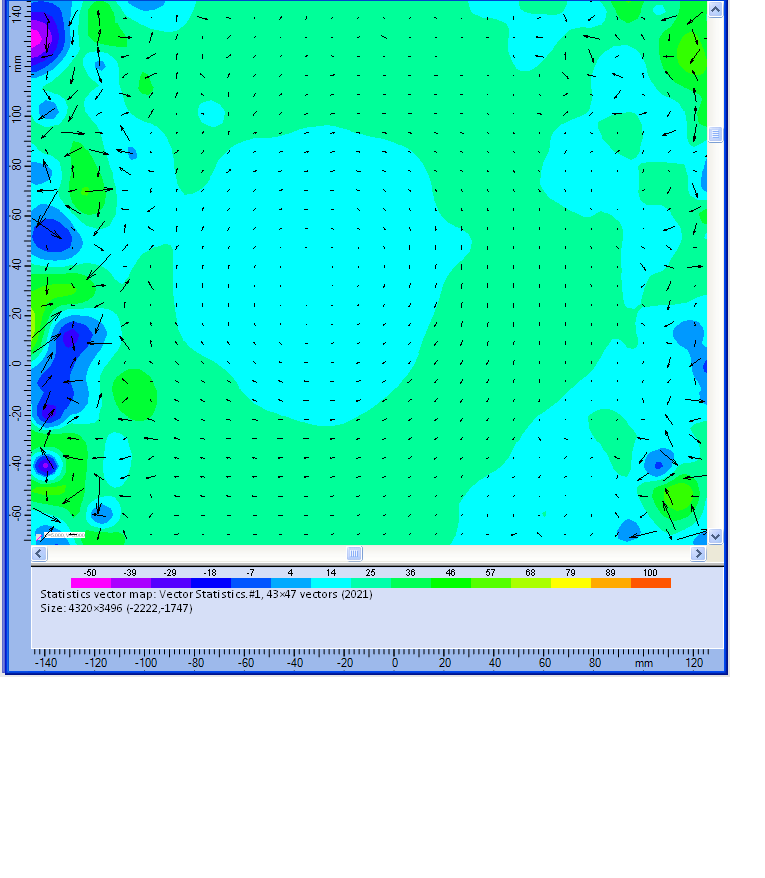 140
mm
100
80
60
40
20
0
-20
-40
-60
-50 -39 -29 -18 -7 4 14 25 36 46 57 68 79 89 100
Statistics vector map: Vector Statistics.#1, 43×47 vectors (2021)
Size: 4320×3496 (-2222,-1747)
-140 -120 -100 -80 -60 -40 -20 0 20 40 60 80 mm 120